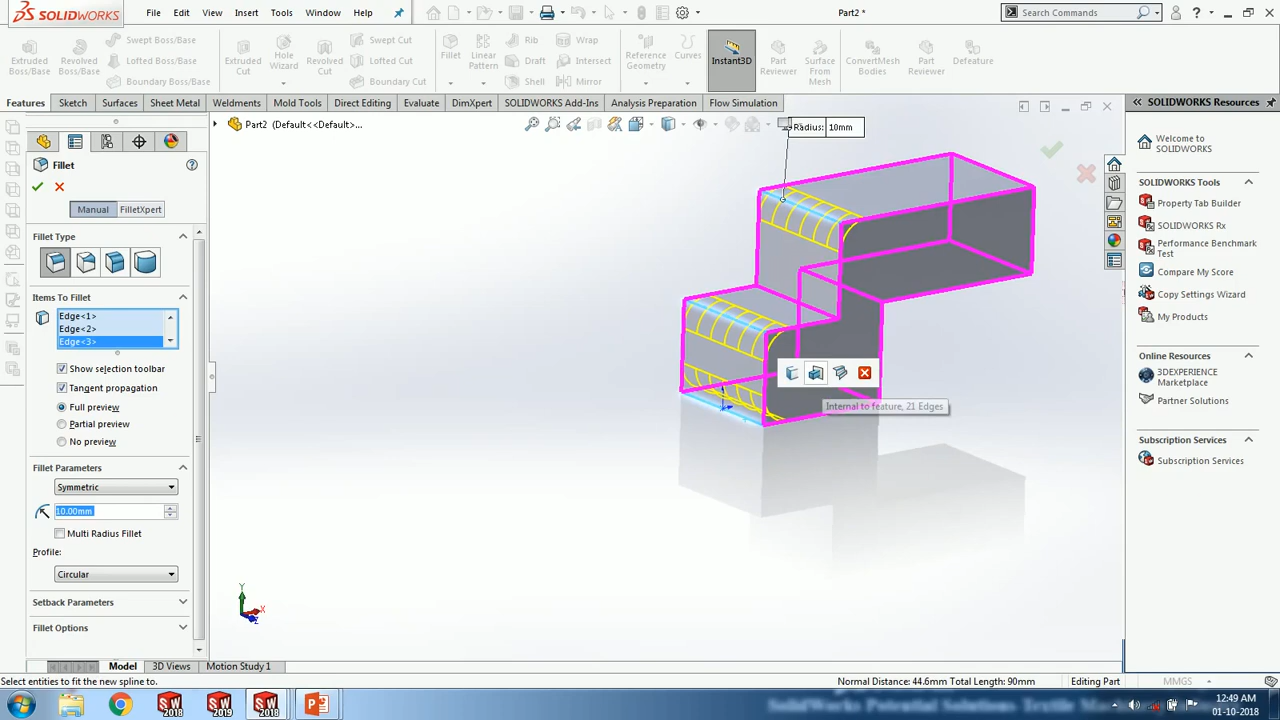 SOLIDWORKS File Edit View Insert Tools Window Help Part2 * Search Commands
Extruded Boss/Base Revolved Boss/Base Swept Boss/Base Lofted Boss/Base Boundary Boss/Base Extruded Cut Hole Wizard Revolved Cut Swept Cut Lofted Cut Boundary Cut Fillet Linear Pattern Rib Draft Shell Wrap Intersect Mirror Reference Geometry Curves Instant3D Part Reviewer Surface From Mesh ConvertMesh Bodies Part Reviewer Defeature
Features Sketch Surfaces Sheet Metal Weldments Mold Tools Direct Editing Evaluate DimXpert SOLIDWORKS Add-Ins Analysis Preparation Flow Simulation
Part2 (Default<<Default>...
Radius: 10mm
Fillet
Manual FilletXpert
Fillet Type
Items To Fillet
Edge<1>
Edge<2>
Edge<3>
Show selection toolbar
Tangent propagation
Full preview
Partial preview
No preview
Fillet Parameters
Symmetric
10.00mm
Multi Radius Fillet
Profile:
Circular
Setback Parameters
Fillet Options
Internal to feature, 21 Edges
Y
X
Z
SOLIDWORKS Resources
Welcome to
SOLIDWORKS
SOLIDWORKS Tools
Property Tab Builder
SOLIDWORKS Rx
Performance Benchmark
Test
Compare My Score
Copy Settings Wizard
My Products
Online Resources
3DEXPERIENCE
Marketplace
Partner Solutions
Subscription Services
Subscription Services
Model 3D Views Motion Study 1
Select entities to fit the new spline to. Normal Distance: 44.6mm Total Length: 90mm Editing Part MMGS
SW 2018 SW 2019 SW 2018
SolidWorks Potential Solutions Textile
12:49 AM
01-10-2018